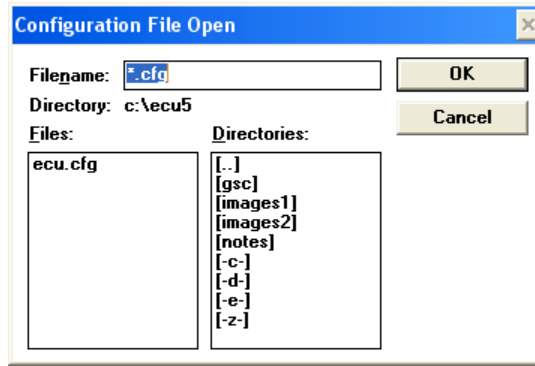 Configuration File Open
Filename: *.cfg
OK
Directory: c:\ecu5
Cancel
Files:
Directories:
ecu.cfg
[..]
[gsc]
[images1]
[images2]
[notes]
[-c-]
[-d-]
[-e-]
[-z-]